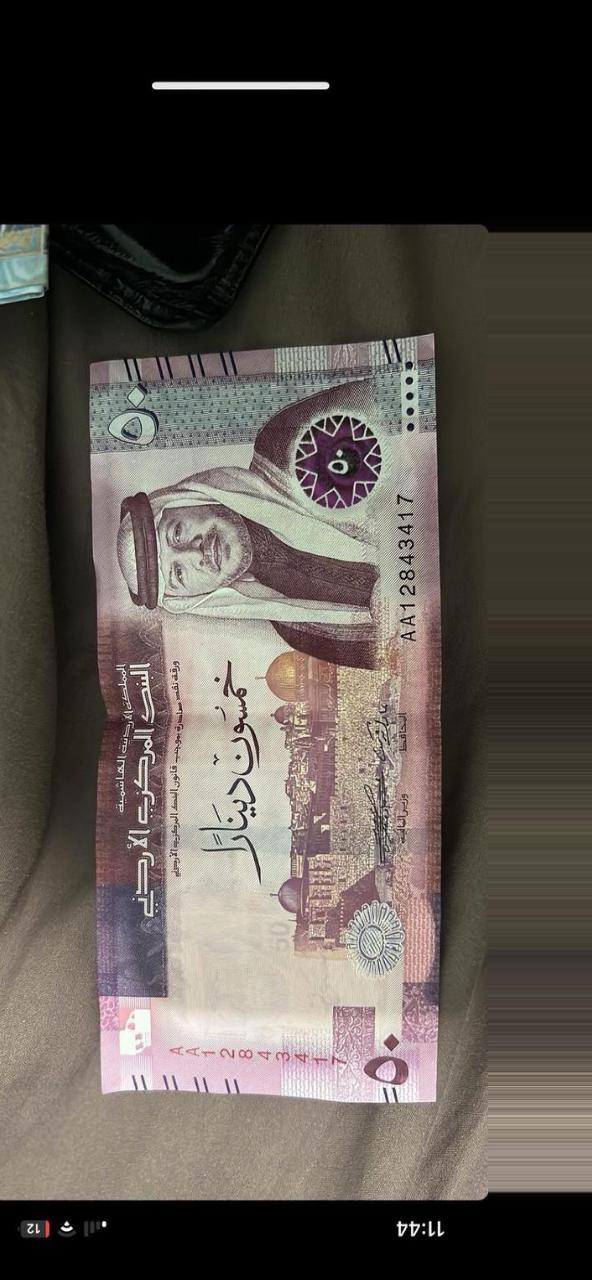 المملكة الأردنية الهاشمية
البنك المركزي الأردني
ورقة نقد صادرة بموجب قانون البنك المركزي الأردني
خمسون دينارًا
٥٠
٥٠
٥٠
AA12843417
AA12843417
المحافظ
وزير المالية
50
11:44
12